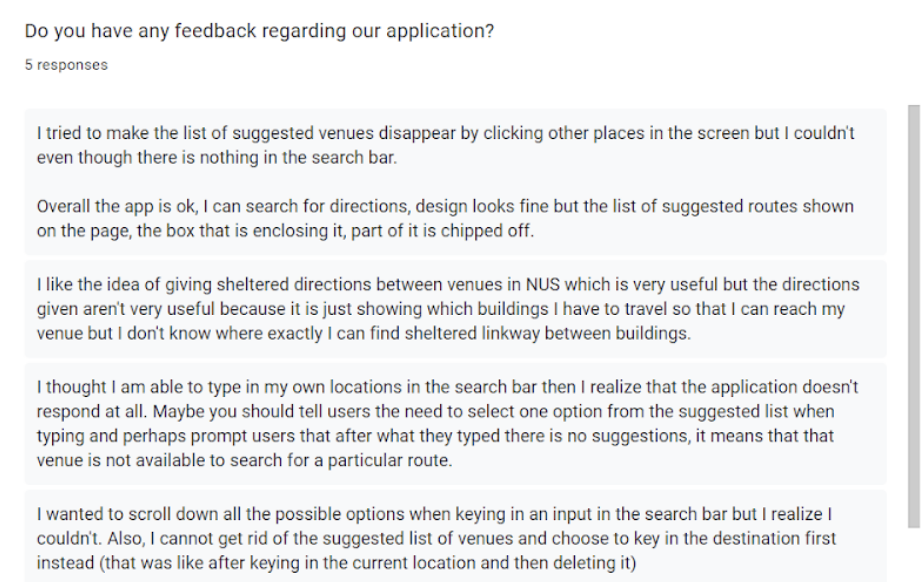 Do you have any feedback regarding our application?
5 responses
I tried to make the list of suggested venues disappear by clicking other places in the screen but I couldn't
even though there is nothing in the search bar.
Overall the app is ok, I can search for directions, design looks fine but the list of suggested routes shown
on the page, the box that is enclosing it, part of it is chipped off.
I like the idea of giving sheltered directions between venues in NUS which is very useful but the directions
given aren't very useful because it is just showing which buildings I have to travel so that I can reach my
venue but I don't know where exactly I can find sheltered linkway between buildings.
I thought I am able to type in my own locations in the search bar then I realize that the application doesn't
respond at all. Maybe you should tell users the need to select one option from the suggested list when
typing and perhaps prompt users that after what they typed there is no suggestions, it means that that
venue is not available to search for a particular route.
I wanted to scroll down all the possible options when keying in an input in the search bar but I realize I
couldn't. Also, I cannot get rid of the suggested list of venues and choose to key in the destination first
instead (that was like after keying in the current location and then deleting it)